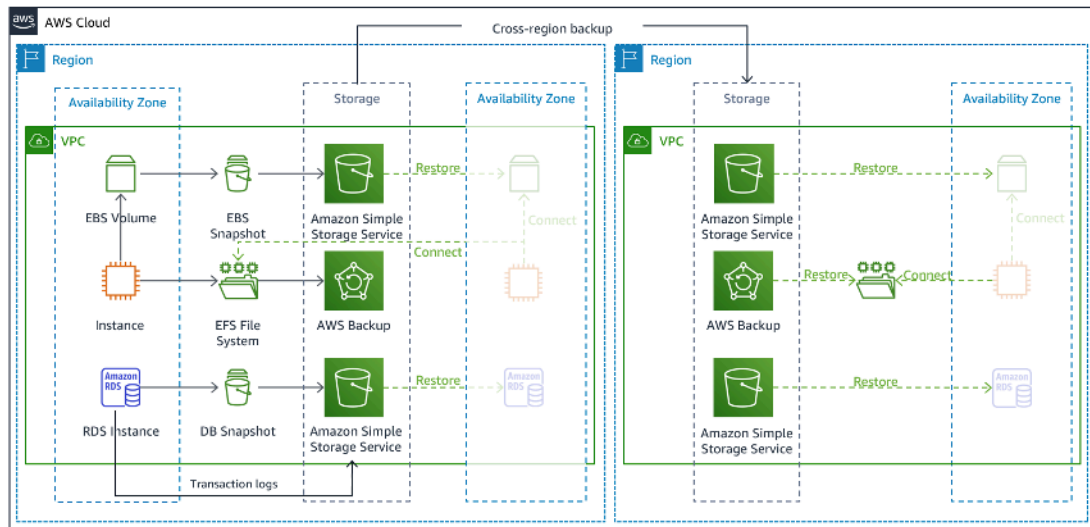 aws
AWS Cloud
Cross-region backup
Region
Availability Zone
Storage
Availability Zone
VPC
EBS Volume
EBS
Snapshot
Amazon Simple
Storage Service
Restore
Connect
Connect
Instance
EFS File
System
AWS Backup
Amazon
RDS
RDS Instance
DB Snapshot
Amazon Simple
Storage Service
Restore
Amazon
RDS
Transaction logs
Region
Storage
Availability Zone
VPC
Amazon Simple
Storage Service
Restore
Connect
AWS Backup
Restore
Connect
Amazon Simple
Storage Service
Restore
Amazon
RDS